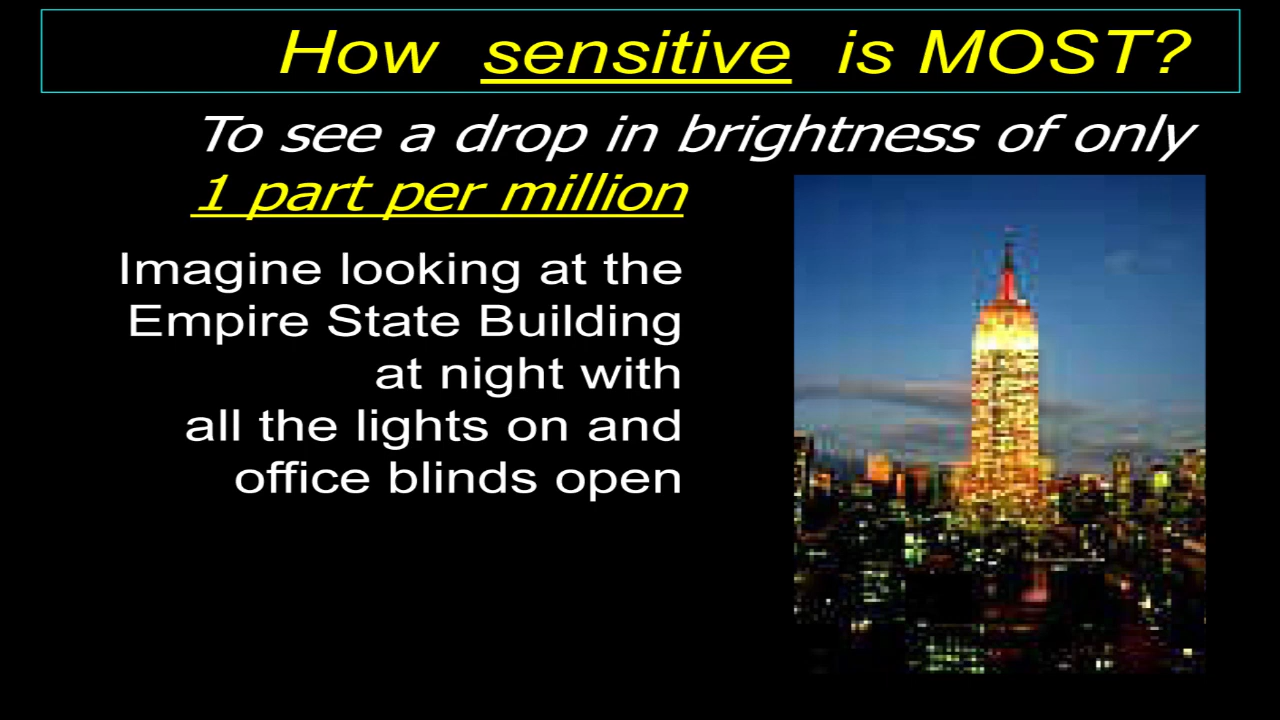 How sensitive is MOST?
To see a drop in brightness of only
1 part per million
Imagine looking at the
Empire State Building
at night with
all the lights on and
office blinds open